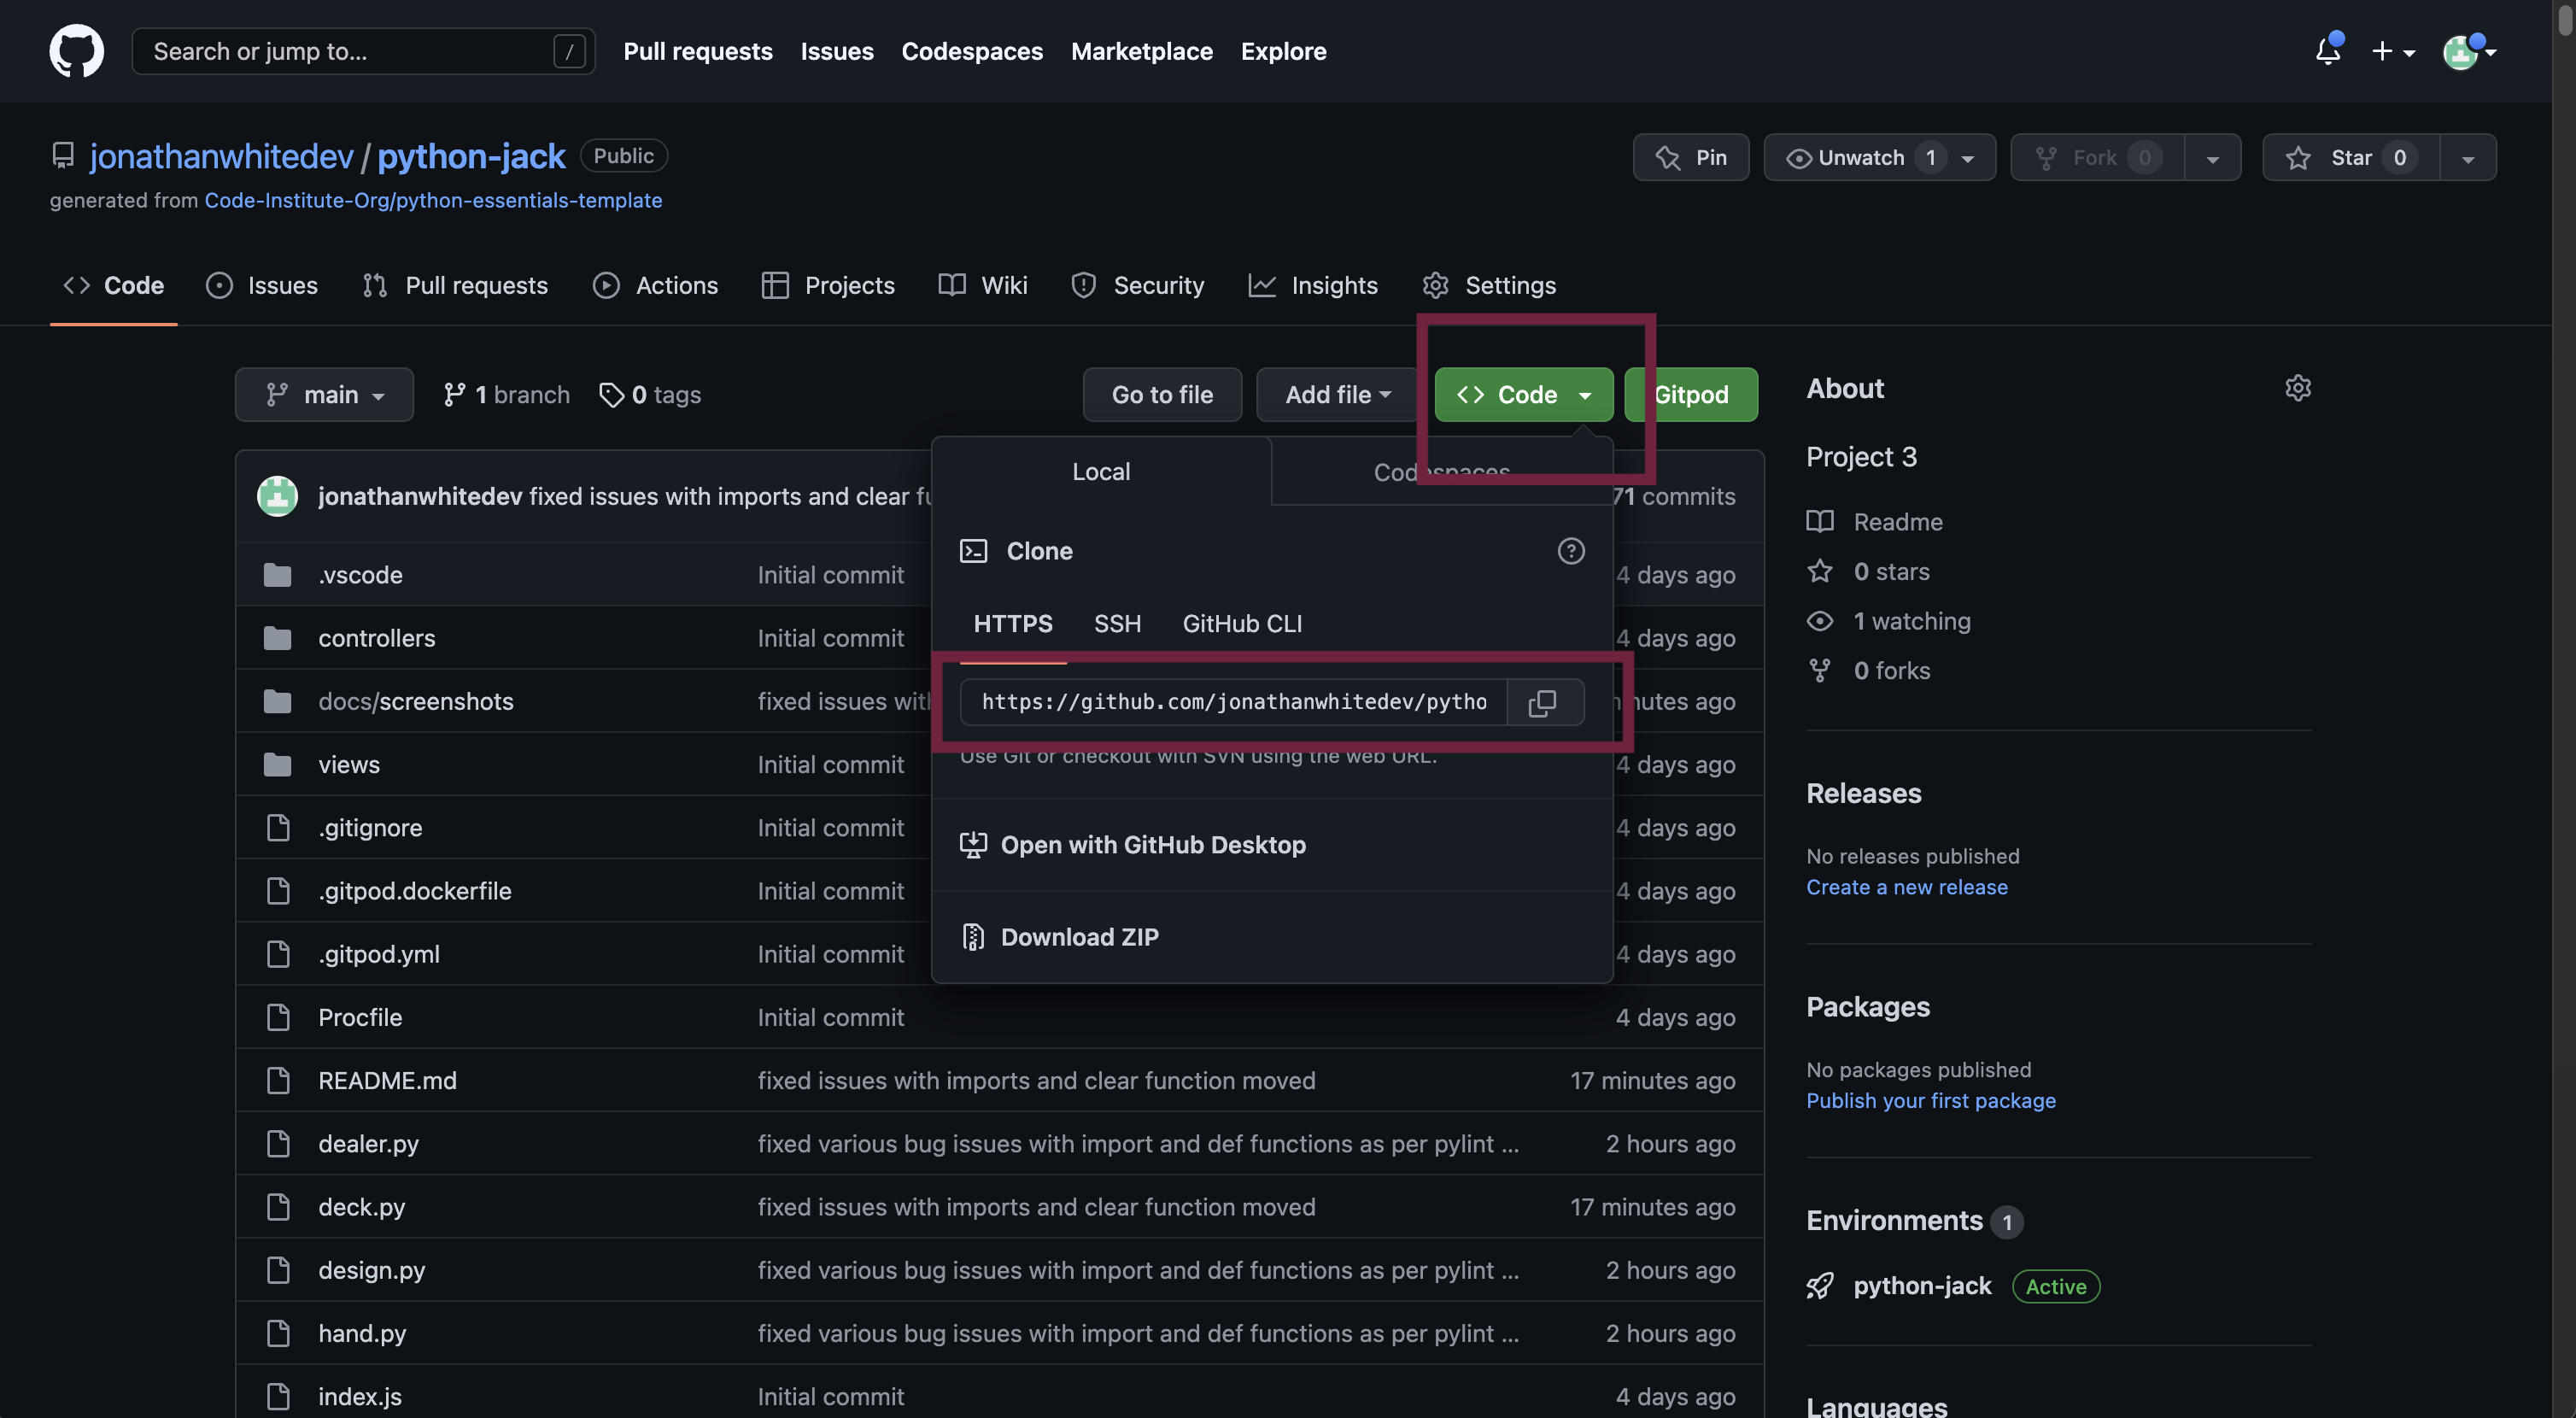 Search or jump to... / Pull requests Issues Codespaces Marketplace Explore
jonathanwhitedev / python-jack Public Pin Unwatch 1 Fork 0 Star 0
generated from Code-Institute-Org/python-essentials-template
Code Issues Pull requests Actions Projects Wiki Security Insights Settings
main 1 branch 0 tags Go to file Add file Code Gitpod
Local Codespaces
jonathanwhitedev fixed issues with imports and clear fu 71 commits
Clone
.vscode Initial commit 4 days ago
HTTPS SSH GitHub CLI
controllers Initial commit 4 days ago
https://github.com/jonathanwhitedev/pytho
docs/screenshots fixed issues with nutes ago
Use Git or checkout with SVN using the web URL.
views Initial commit 4 days ago
.gitignore Initial commit 4 days ago
Open with GitHub Desktop
.gitpod.dockerfile Initial commit 4 days ago
Download ZIP
.gitpod.yml Initial commit 4 days ago
Procfile Initial commit 4 days ago
README.md fixed issues with imports and clear function moved 17 minutes ago
dealer.py fixed various bug issues with import and def functions as per pylint ... 2 hours ago
deck.py fixed issues with imports and clear function moved 17 minutes ago
design.py fixed various bug issues with import and def functions as per pylint ... 2 hours ago
hand.py fixed various bug issues with import and def functions as per pylint ... 2 hours ago
index.js Initial commit 4 days ago
About
Project 3
Readme
0 stars
1 watching
0 forks
Releases
No releases published
Create a new release
Packages
No packages published
Publish your first package
Environments 1
python-jack Active
Languages